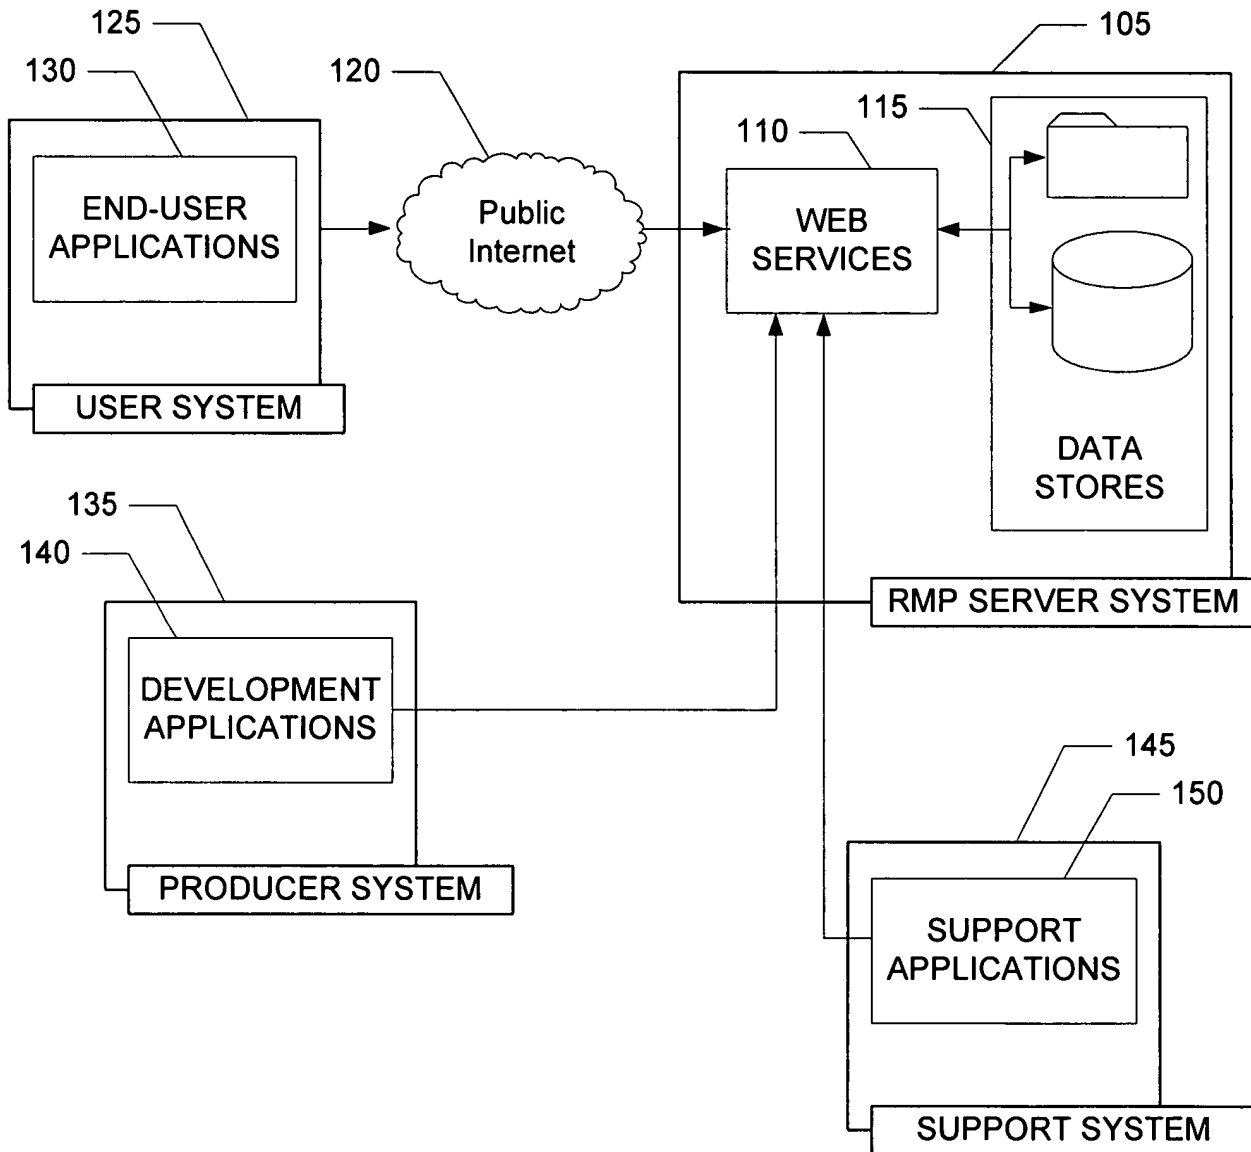 105
125
130
120
115
110
END-USER
APPLICATIONS
Public
Internet
WEB
SERVICES
USER SYSTEM
DATA
STORES
135
140
RMP SERVER SYSTEM
DEVELOPMENT
APPLICATIONS
145
150
PRODUCER SYSTEM
SUPPORT
APPLICATIONS
SUPPORT SYSTEM